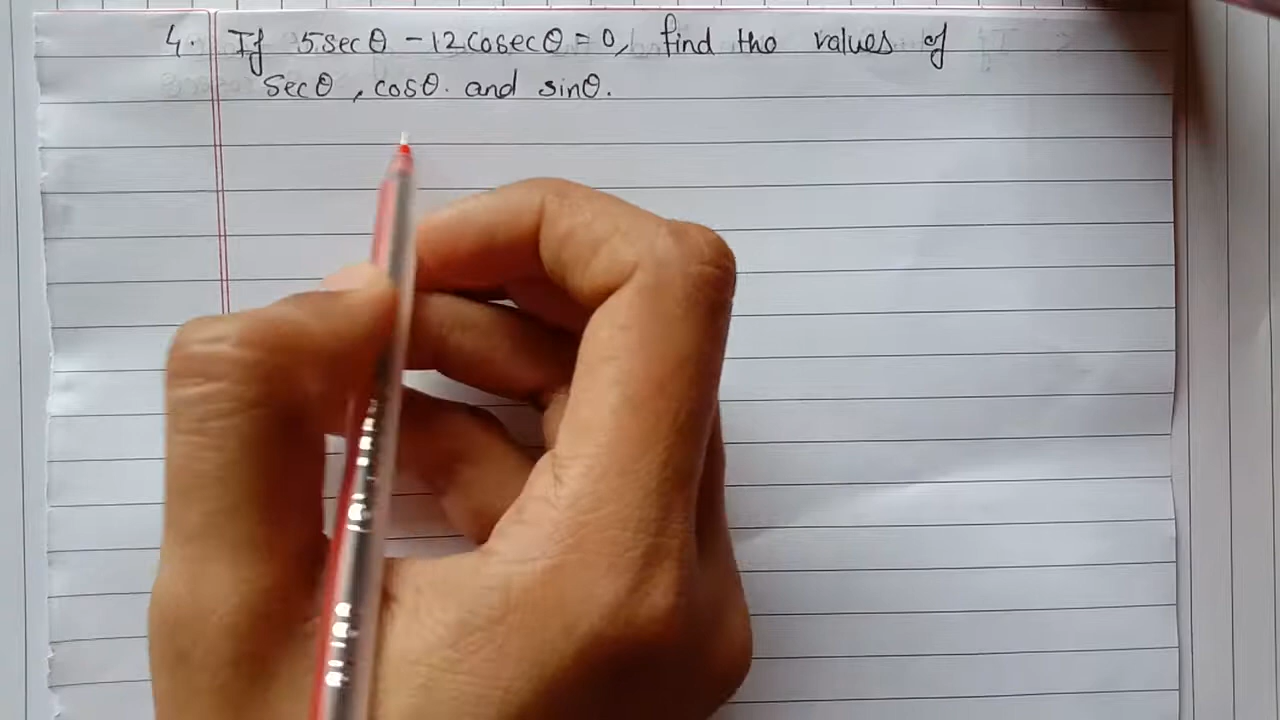 4. If 5secθ - 12cosecθ = 0, find the values of
secθ, cosθ. and sinθ.